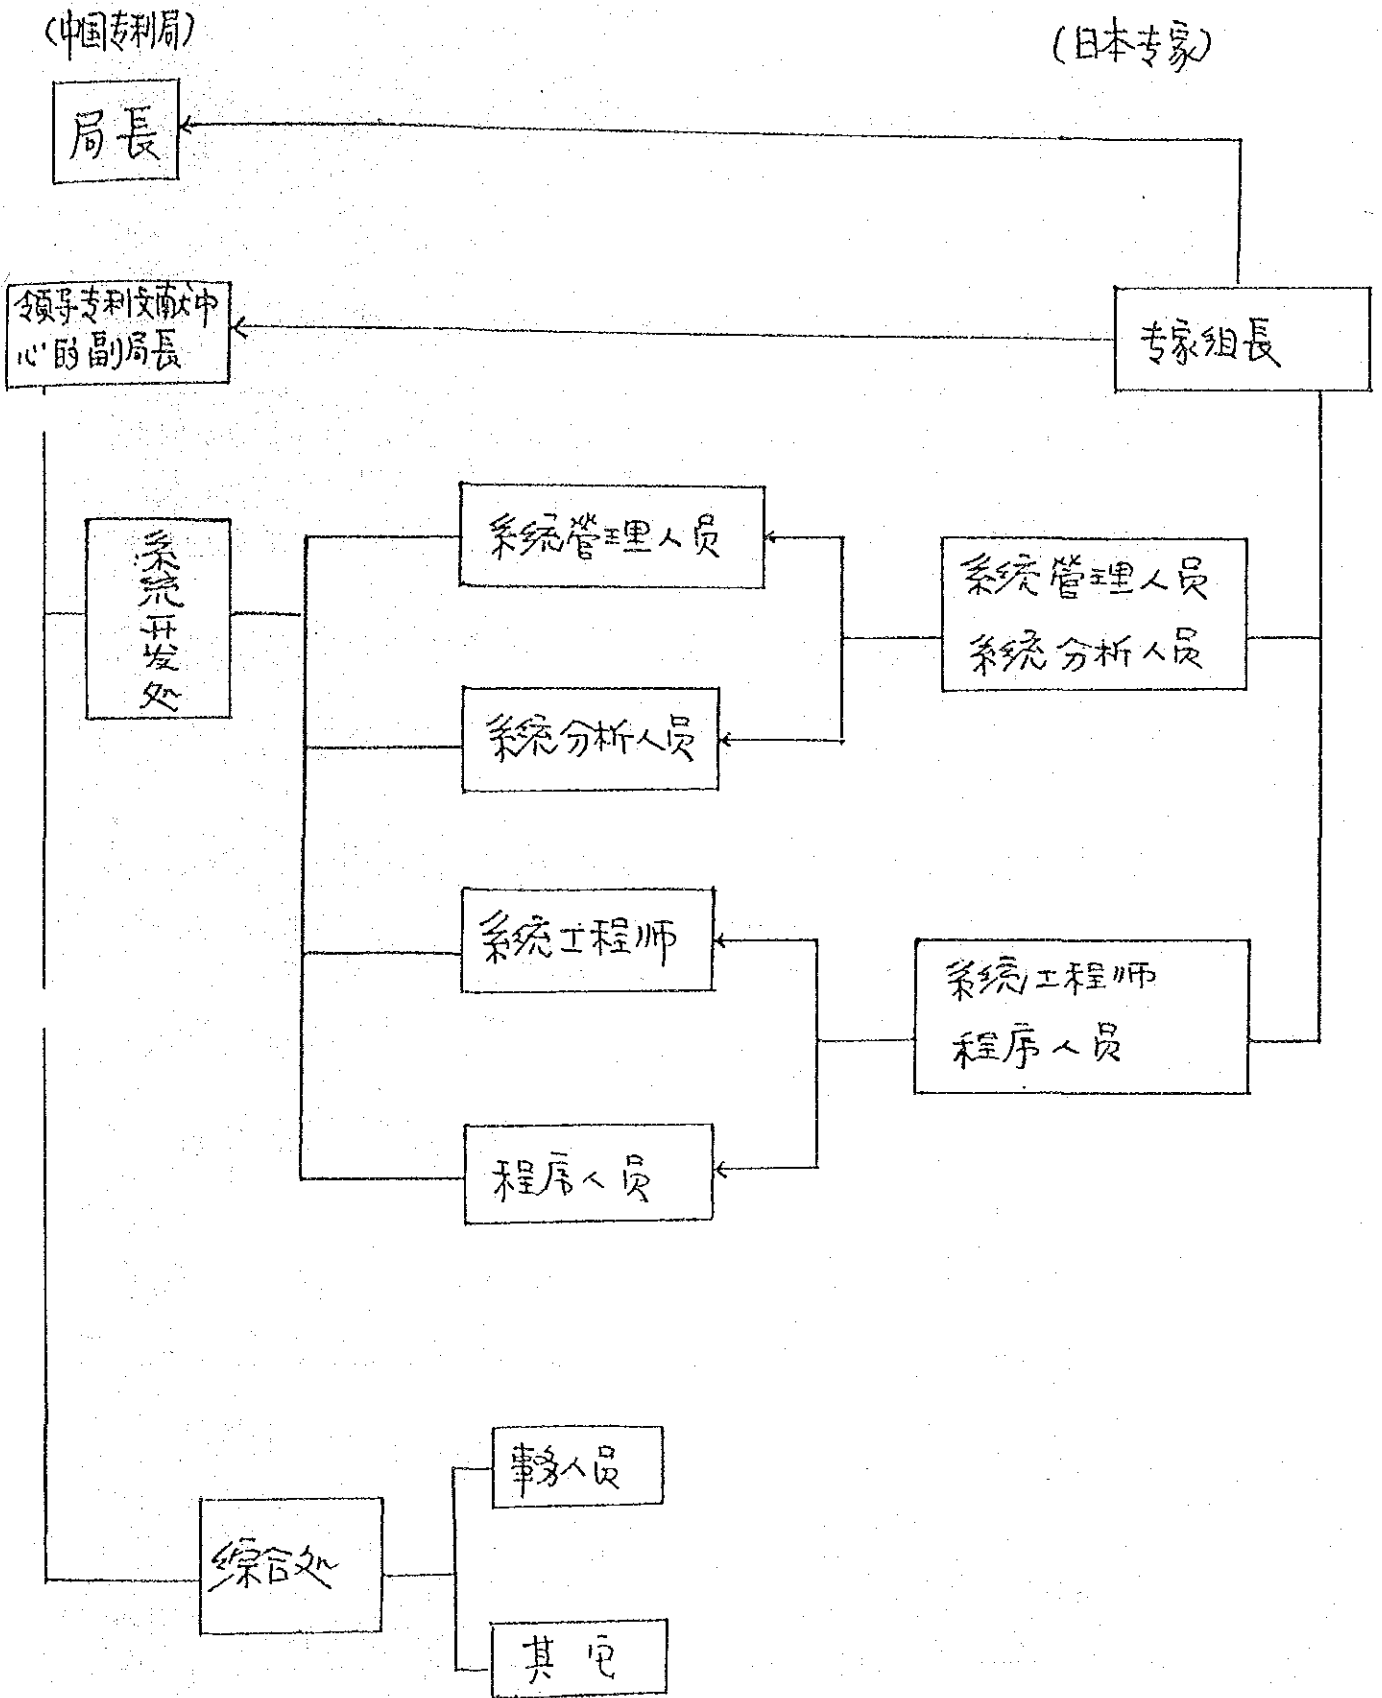 (中国专利局)
(日本专家)
局長
领导专利文献中
心的副局長
专家组長
系统开发处
系统管理人员
系统管理人员
系统分析人员
系统分析人员
系统工程师
系统工程师
程序人员
程序人员
事务人员
综合处
其它